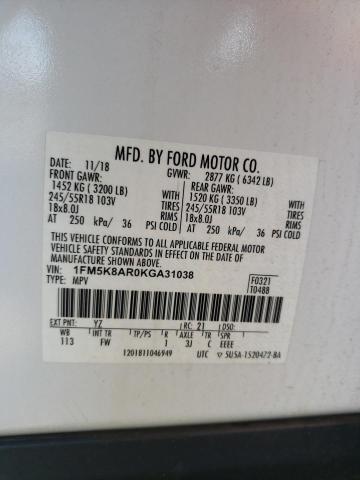 MFD. BY FORD MOTOR CO.
DATE: 11/18 GVWR: 2877 KG ( 6342 LB)
FRONT GAWR: REAR GAWR:
1452 KG ( 3200 LB) 1520 KG ( 3350 LB)
245/55R18 103V TIRES 245/55R18 103V TIRES
18x8.0J RIMS 18x8.0J RIMS
AT 250 kPa/ 36 PSI COLD AT 250 kPa/ 36 PSI COLD
THIS VEHICLE CONFORMS TO ALL APPLICABLE FEDERAL MOTOR VEHICLE
SAFETY AND THEFT PREVENTION STANDARDS IN EFFECT ON THE DATE OF
MANUFACTURE SHOWN ABOVE.
VIN: 1FM5K8AR0KGA31038
TYPE: MPV
F0321
T0488
EXT PNT: YZ RC: 21 DSO:
WB INT TR TP/PS R AXLE TR SPR
113 FW 1 3J C EEEE
1201811046949 UTC 5U5A-1520472-BA